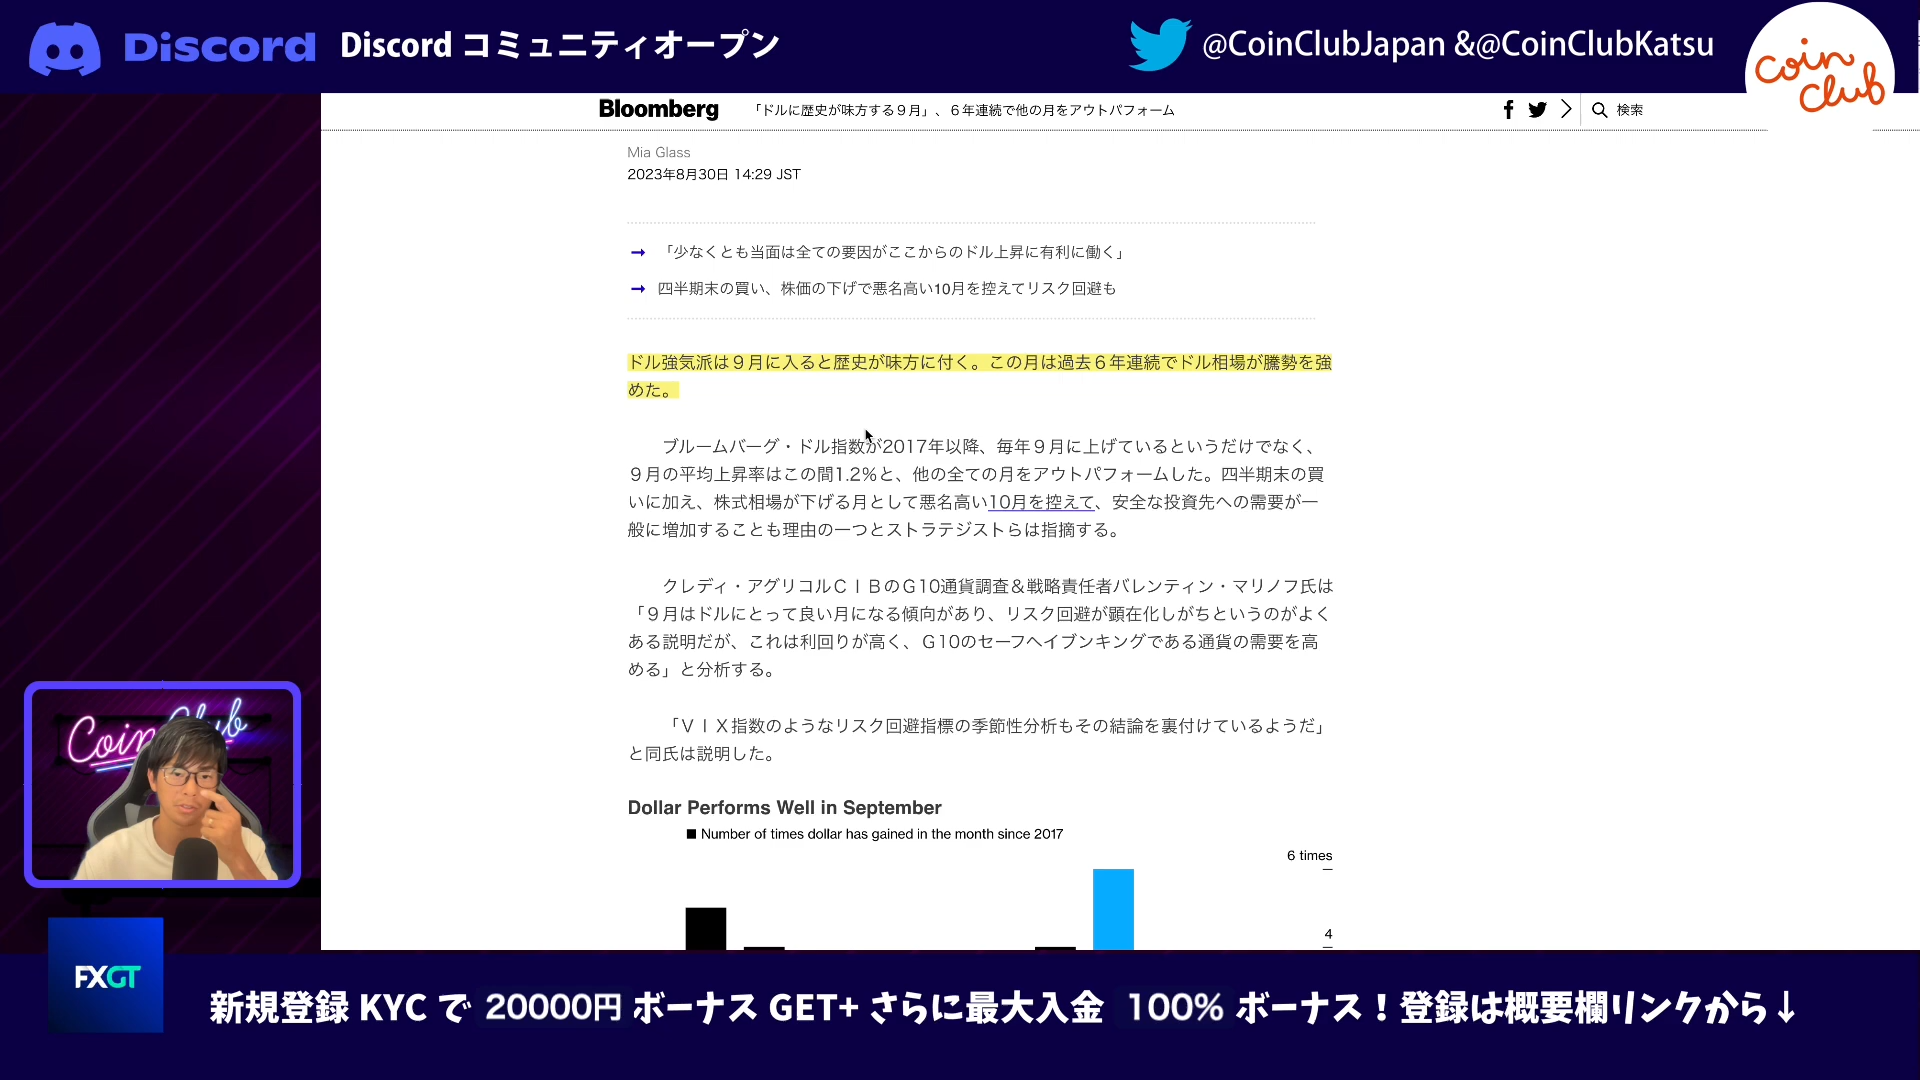 Discord Discord コミュニティオープン
@CoinClubJapan &@CoinClubKatsu
coin club
Bloomberg 「ドルに歴史が味方する９月」、６年連続で他の月をアウトパフォーム
検索
Mia Glass
2023年8月30日 14:29 JST
「少なくとも当面は全ての要因がここからのドル上昇に有利に働く」
四半期末の買い、株価の下げで悪名高い10月を控えてリスク回避も
ドル強気派は９月に入ると歴史が味方に付く。この月は過去６年連続でドル相場が騰勢を強
めた。
ブルームバーグ・ドル指数が2017年以降、毎年９月に上げているというだけでなく、
９月の平均上昇率はこの間1.2％と、他の全ての月をアウトパフォームした。四半期末の買
いに加え、株式相場が下げる月として悪名高い10月を控えて、安全な投資先への需要が一
般に増加することも理由の一つとストラテジストらは指摘する。
クレディ・アグリコルＣＩＢのＧ10通貨調査＆戦略責任者バレンティン・マリノフ氏は
「９月はドルにとって良い月になる傾向があり、リスク回避が顕在化しがちというのがよく
ある説明だが、これは利回りが高く、Ｇ10のセーフヘイブンキングである通貨の需要を高
める」と分析する。
「ＶＩＸ指数のようなリスク回避指標の季節性分析もその結論を裏付けているようだ」
と同氏は説明した。
Dollar Performs Well in September
Number of times dollar has gained in the month since 2017
6 times
4
Coin Club
FXGT
新規登録 KYC で 20000円 ボーナス GET+ さらに最大入金 100% ボーナス！登録は概要欄リンクから↓